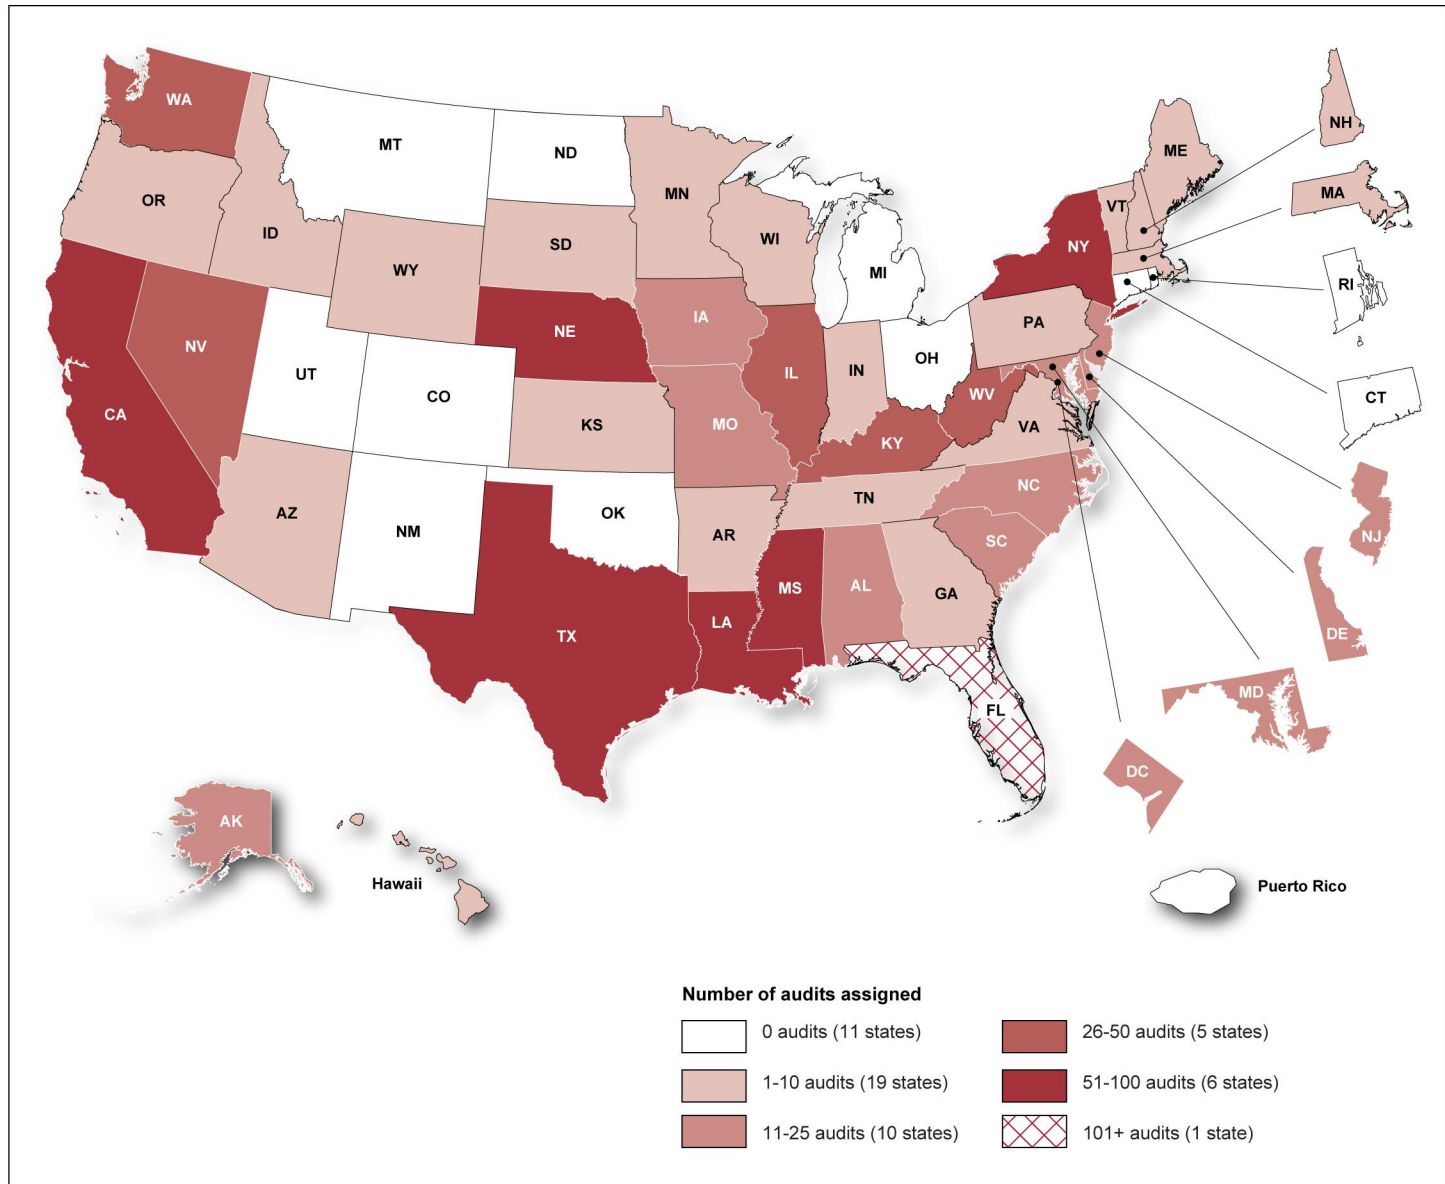 WA
MT
ND
MN
ME
NH
OR
ID
SD
WI
VT
MA
WY
MI
NY
RI
NV
NE
IA
PA
UT
CO
IL
IN
OH
CT
CA
KS
MO
WV
VA
KY
AZ
NM
OK
TN
NC
NJ
AR
SC
MS
AL
GA
TX
LA
DE
FL
MD
DC
AK
Hawaii
Puerto Rico
Number of audits assigned
0 audits (11 states)
26-50 audits (5 states)
1-10 audits (19 states)
51-100 audits (6 states)
11-25 audits (10 states)
101+ audits (1 state)